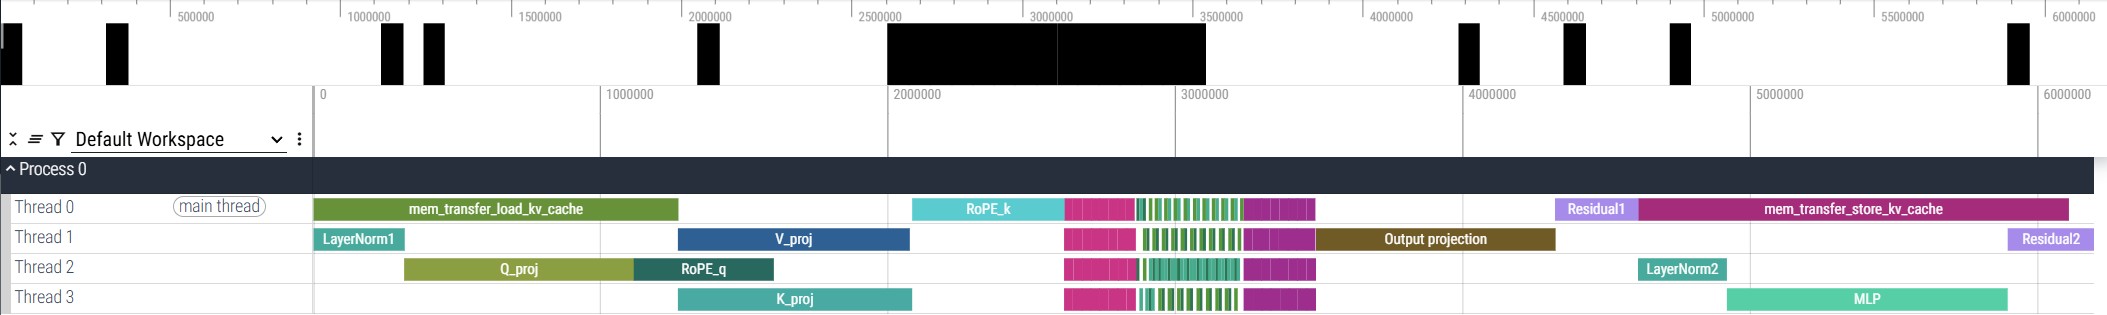 500000 1000000 1500000 2000000 2500000 3000000 3500000 4000000 4500000 5000000 5500000 6000000
0 1000000 2000000 3000000 4000000 5000000 6000000
Default Workspace
Process 0
Thread 0 main thread mem_transfer_load_kv_cache RoPE_k Residual1 mem_transfer_store_kv_cache
Thread 1 LayerNorm1 V_proj Output projection Residual2
Thread 2 Q_proj RoPE_q LayerNorm2
Thread 3 K_proj MLP